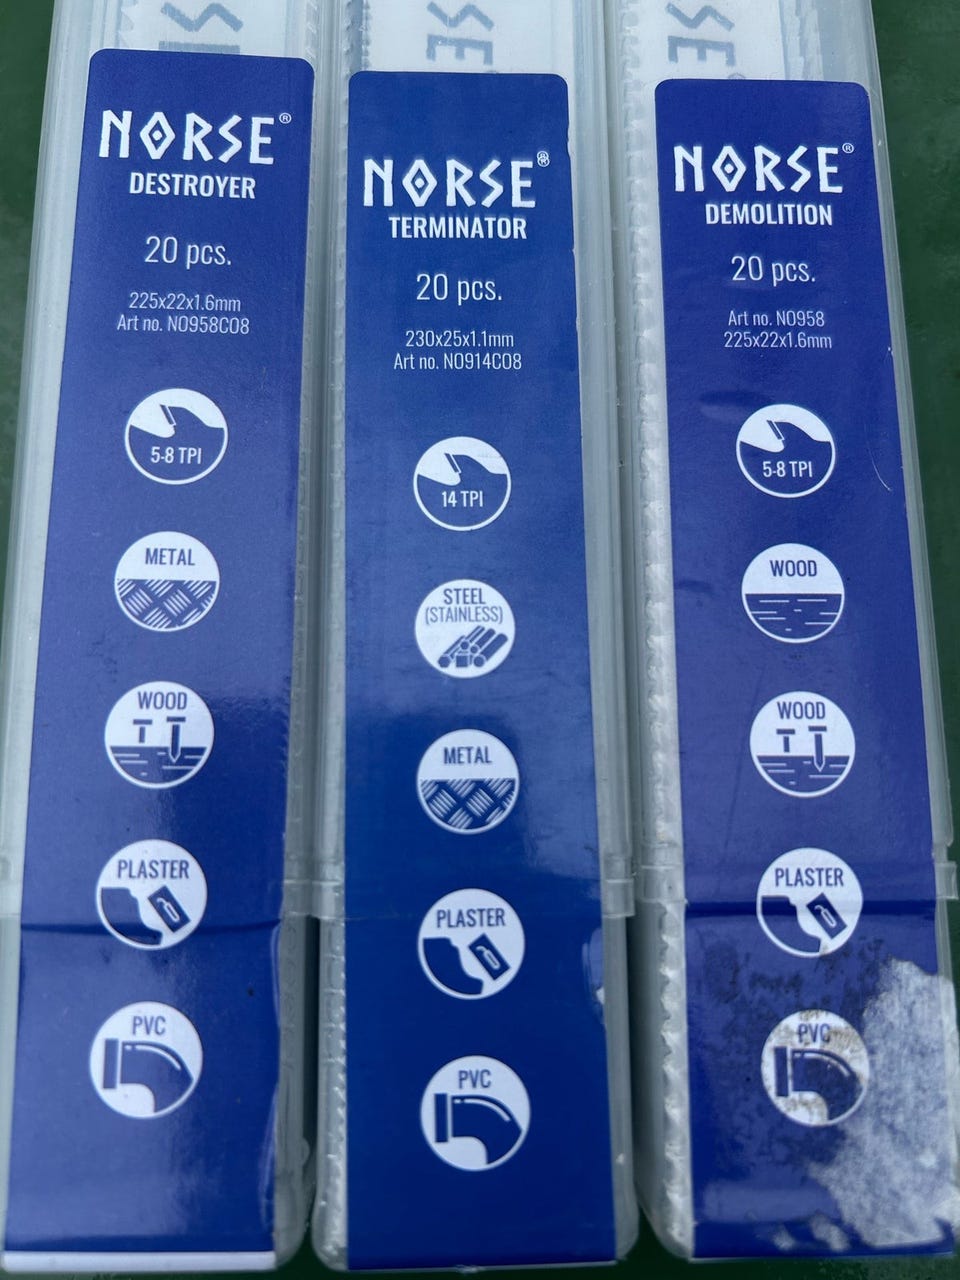 NORSE®
DESTROYER
20 pcs.
225x22x1.6mm
Art no. NO958CO8
5-8 TPI
METAL
WOOD
PLASTER
PVC
NORSE®
TERMINATOR
20 pcs.
230x25x1.1mm
Art no. NO914CO8
14 TPI
STEEL
(STAINLESS)
METAL
PLASTER
PVC
NORSE®
DEMOLITION
20 pcs.
Art no. NO958
225x22x1.6mm
5-8 TPI
WOOD
WOOD
PLASTER
PVC